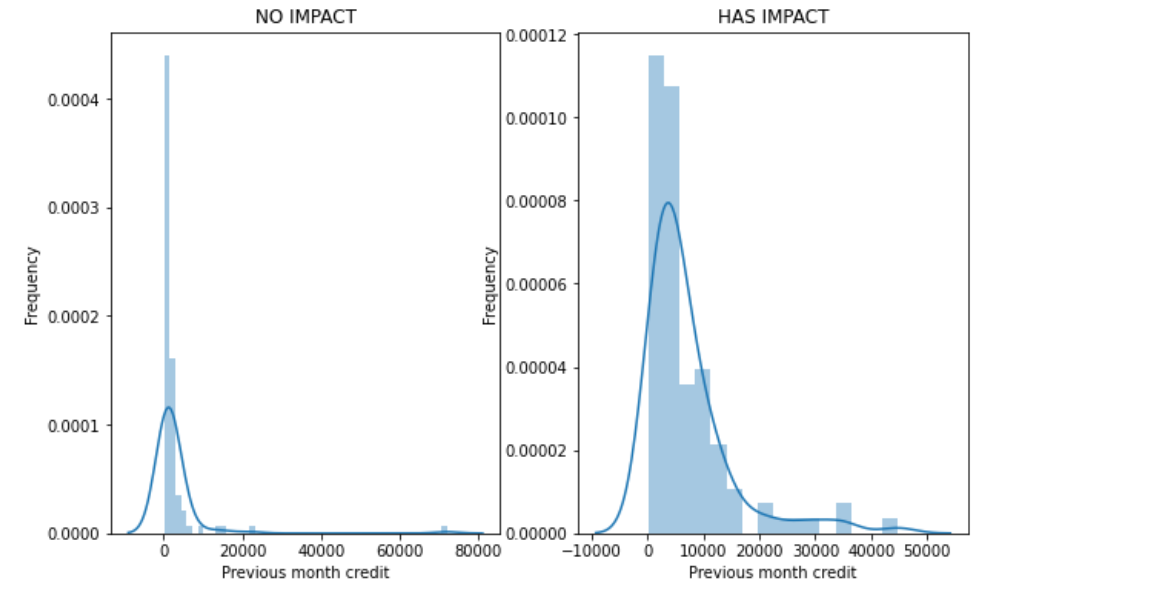 NO IMPACT
0.0004
0.0003
0.0002
0.0001
0.0000
Frequency
0 20000 40000 60000 80000
Previous month credit
HAS IMPACT
0.00012
0.00010
0.00008
0.00006
0.00004
0.00002
0.00000
Frequency
−10000 0 10000 20000 30000 40000 50000
Previous month credit